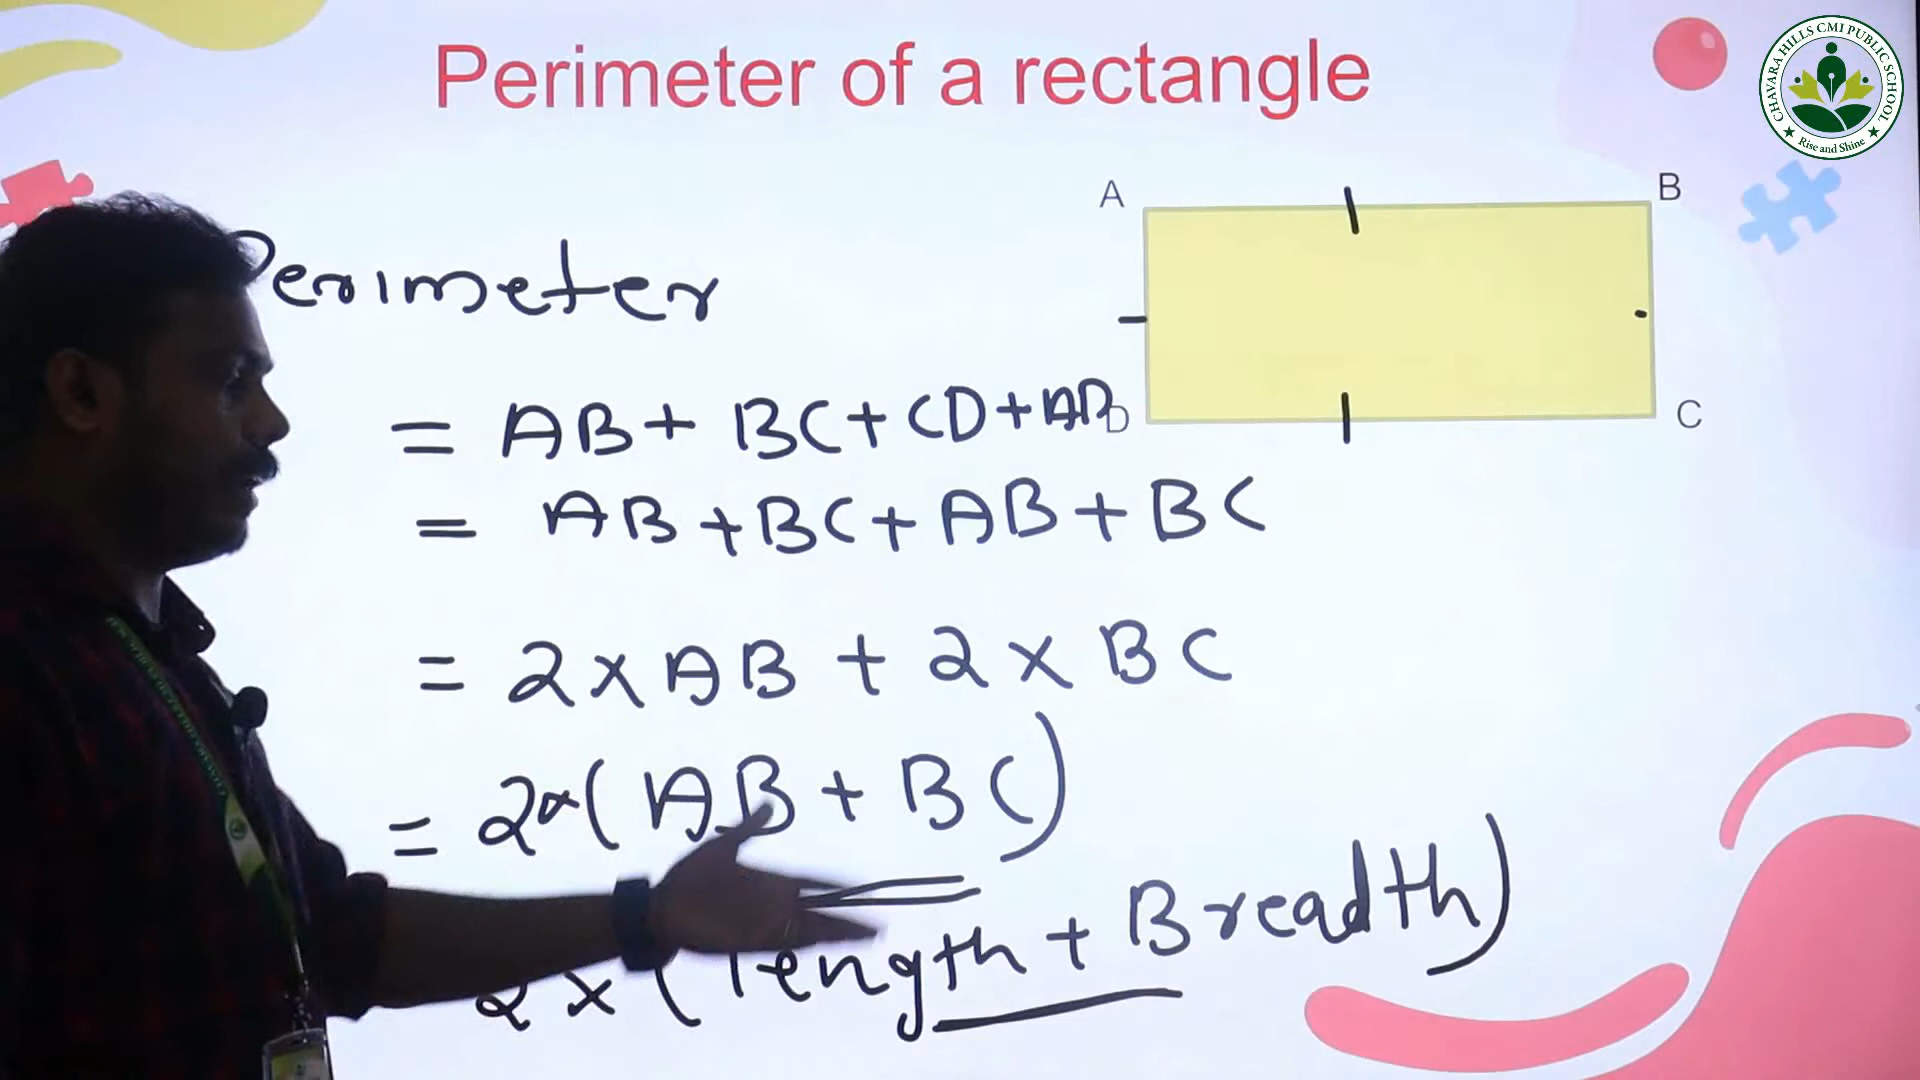 Perimeter of a rectangle
CHAVARA HILLS CMI PUBLIC SCHOOL
Rise and Shine
A
B
Perimeter
= AB + BC + CD + AD
D
C
= AB + BC + AB + BC
= 2 × AB + 2 × BC
= 2 × (AB + BC)
2 × (length + Breadth)